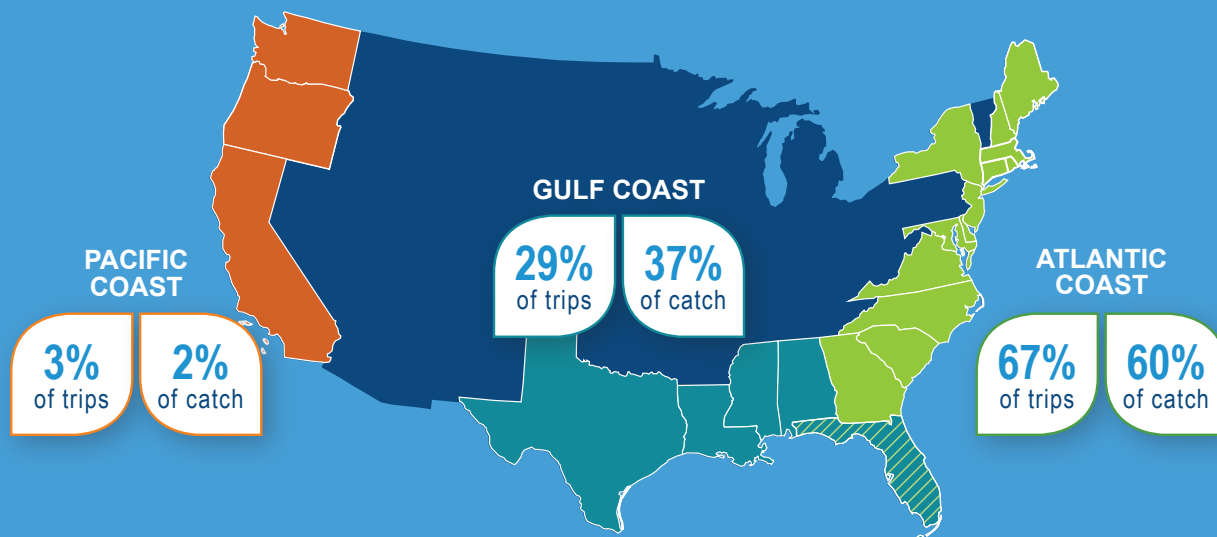 GULF COAST
29%
of trips
37%
of catch
PACIFIC
COAST
3%
of trips
2%
of catch
ATLANTIC
COAST
67%
of trips
60%
of catch